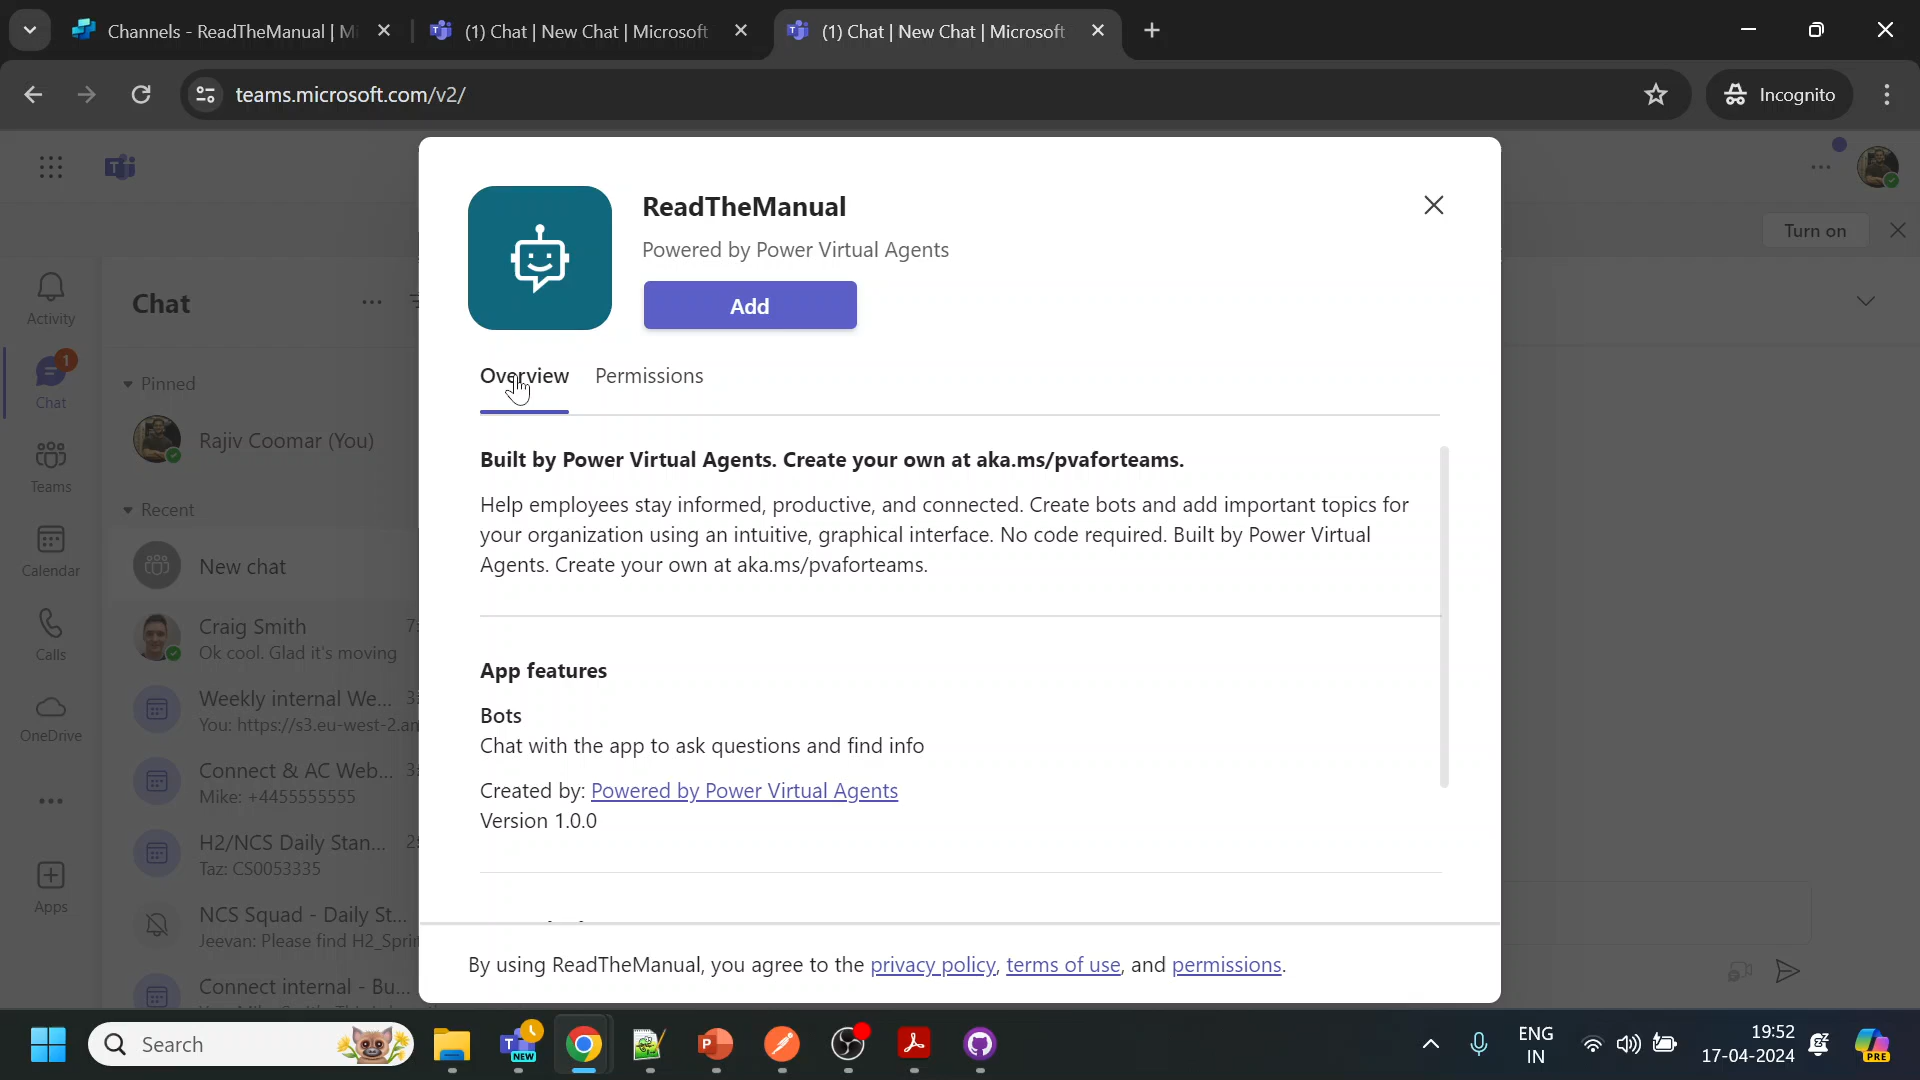 Channels - ReadTheManual | Mi
(1) Chat | New Chat | Microsoft
(1) Chat | New Chat | Microsoft
teams.microsoft.com/v2/
Incognito
Turn on
ReadTheManual
Powered by Power Virtual Agents
Add
Overview
Permissions
Built by Power Virtual Agents. Create your own at aka.ms/pvaforteams.
Help employees stay informed, productive, and connected. Create bots and add important topics for
your organization using an intuitive, graphical interface. No code required. Built by Power Virtual
Agents. Create your own at aka.ms/pvaforteams.
App features
Bots
Chat with the app to ask questions and find info
Created by: Powered by Power Virtual Agents
Version 1.0.0
By using ReadTheManual, you agree to the privacy policy, terms of use, and permissions.
Activity
1
Chat
Teams
Calendar
Calls
OneDrive
Apps
Chat
Pinned
Rajiv Coomar (You)
Recent
New chat
Craig Smith 7:
Ok cool. Glad it's moving
Weekly internal We...
You: https://s3.eu-west-2.am
Connect & AC Web...
Mike: +4455555555
H2/NCS Daily Stan...
Taz: CS0053335
NCS Squad - Daily St...
Jeevan: Please find H2_Sprin
Connect internal - Bu...
Search
NEW
ENG
IN
19:52
17-04-2024
PRE